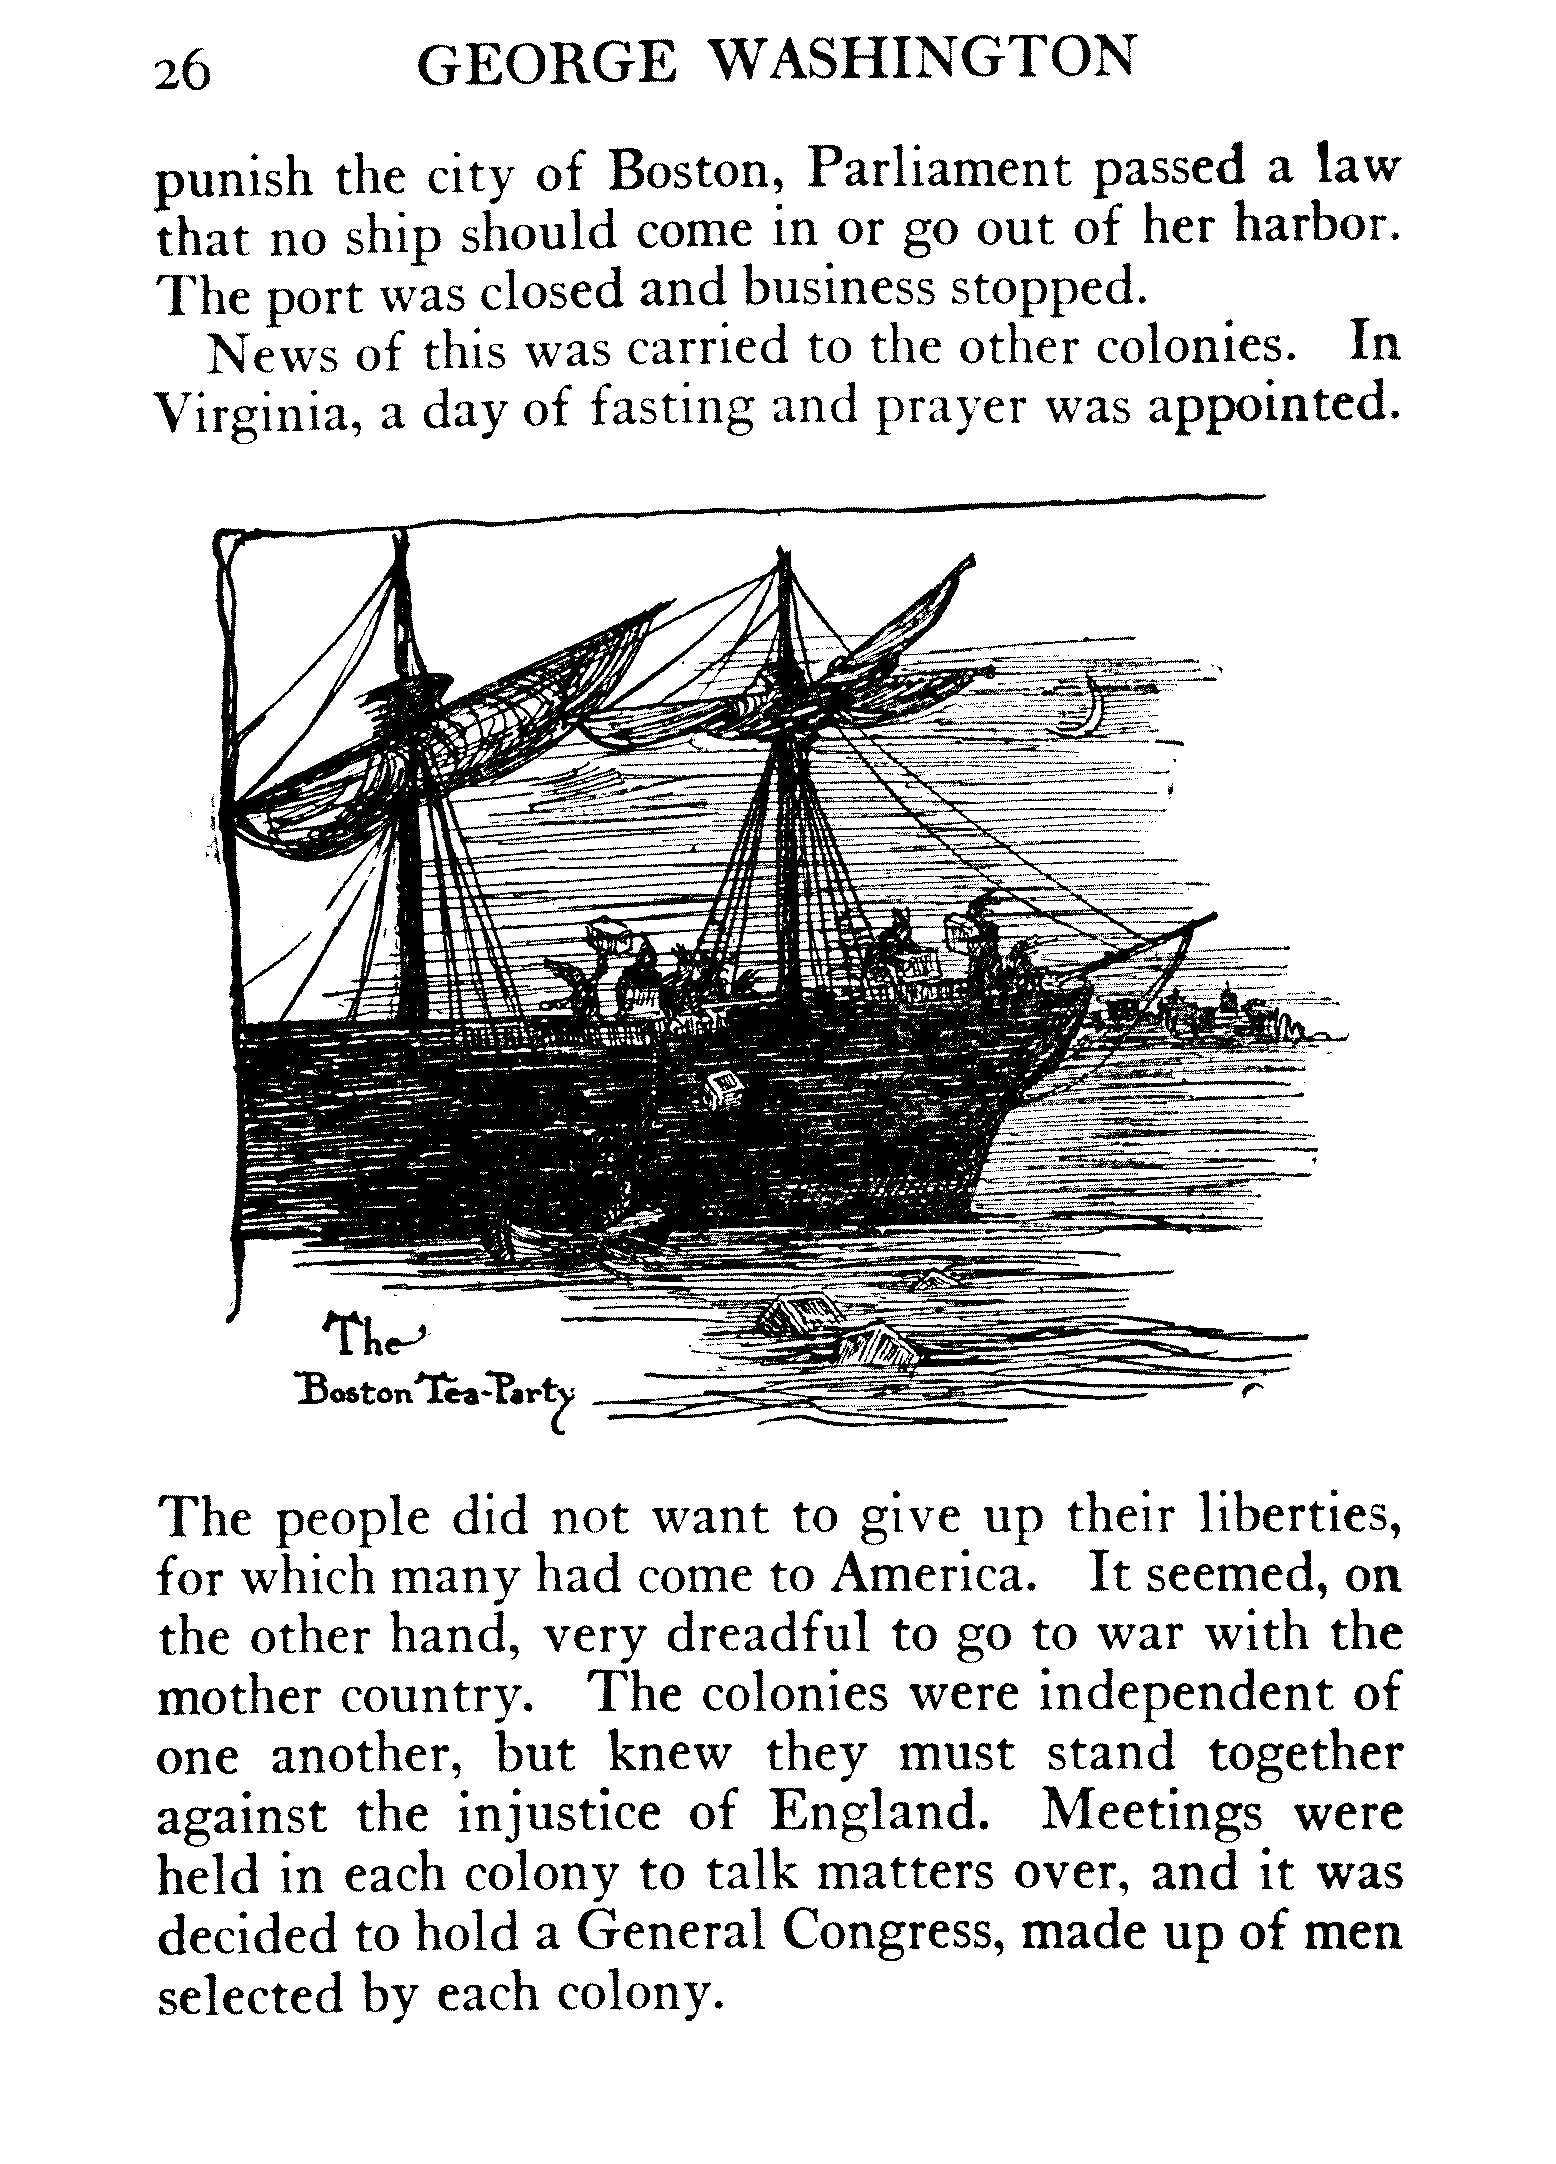 26 GEORGE WASHINGTON
punish the city of Boston, Parliament passed a law
that no ship should come in or go out of her harbor.
The port was closed and business stopped.
News of this was carried to the other colonies. In
Virginia, a day of fasting and prayer was appointed.
The
Boston Tea-Party
The people did not want to give up their liberties,
for which many had come to America. It seemed, on
the other hand, very dreadful to go to war with the
mother country. The colonies were independent of
one another, but knew they must stand together
against the injustice of England. Meetings were
held in each colony to talk matters over, and it was
decided to hold a General Congress, made up of men
selected by each colony.